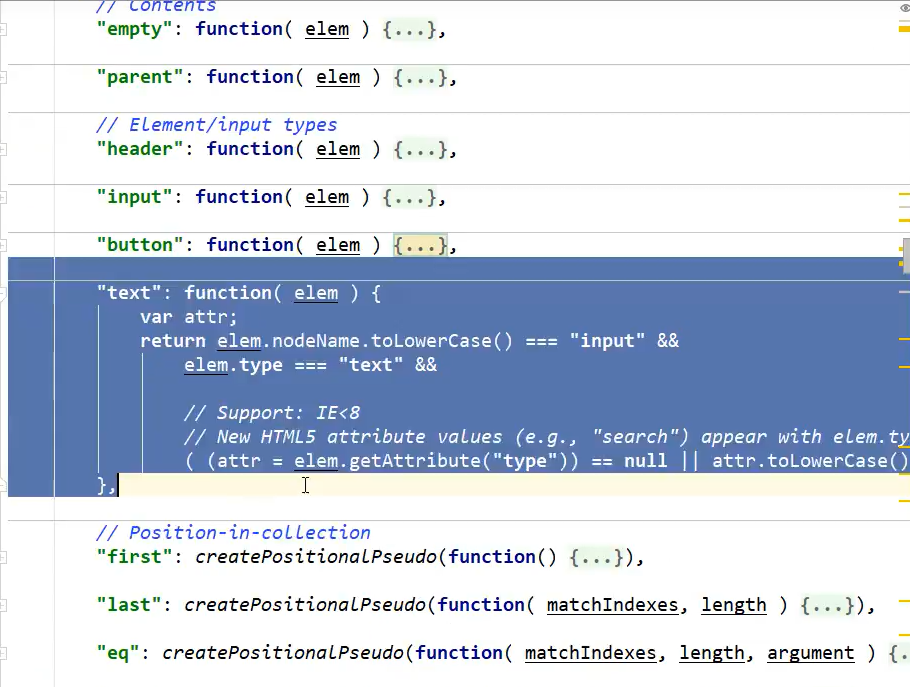 // Contents
"empty": function( elem ) {...},
"parent": function( elem ) {...},
// Element/input types
"header": function( elem ) {...},
"input": function( elem ) {...},
"button": function( elem ) {...},
"text": function( elem ) {
var attr;
return elem.nodeName.toLowerCase() === "input" &&
elem.type === "text" &&
// Support: IE<8
// New HTML5 attribute values (e.g., "search") appear with elem.ty
( (attr = elem.getAttribute("type")) == null || attr.toLowerCase()
},
// Position-in-collection
"first": createPositionalPseudo(function() {...}),
"last": createPositionalPseudo(function( matchIndexes, length ) {...}),
"eq": createPositionalPseudo(function( matchIndexes, length, argument ) {.